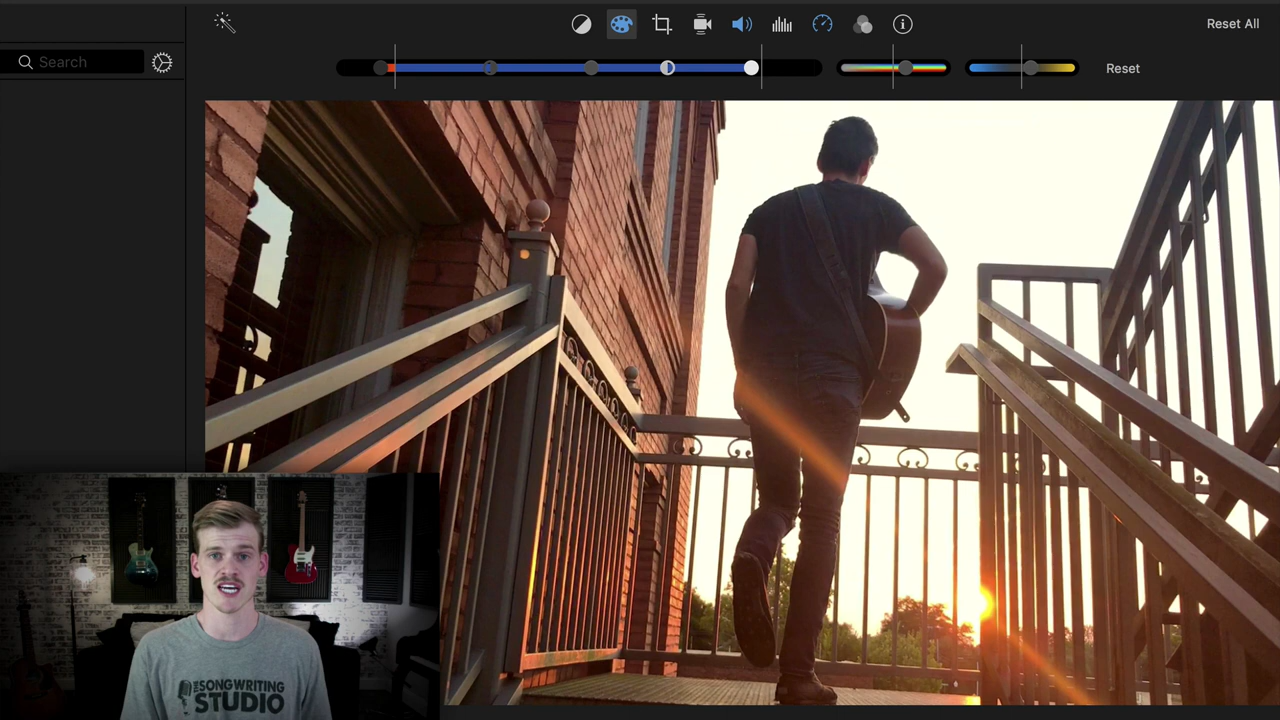 Reset All
Search
Reset
THE SONGWRITING
STUDIO